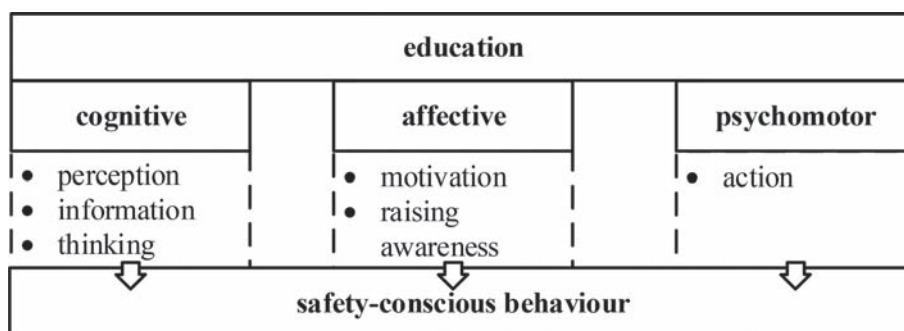 education
cognitive
affective
psychomotor
• perception
• information
• thinking
• motivation
• raising
awareness
• action
safety-conscious behaviour